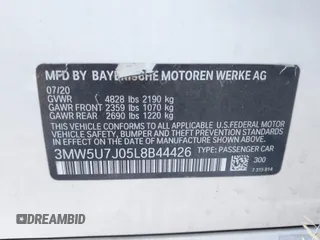 MFD BY BAYERISCHE MOTOREN WERKE AG
07/20
GVWR 4828 lbs 2190 kg
GAWR FRONT 2359 lbs 1070 kg
GAWR REAR 2690 lbs 1220 kg
THIS VEHICLE CONFORMS TO ALL APPLICABLE
U.S. FEDERAL MOTOR VEHICLE SAFETY, BUMPER
AND THEFT PREVENTION STANDARDS IN EFFECT
ON THE DATE OF MANUFACTURE SHOWN ABOVE.
3MW5U7J05L8B44426 TYPE: PASSENGER CAR
300
DREAMBID
DREAMBID.COM